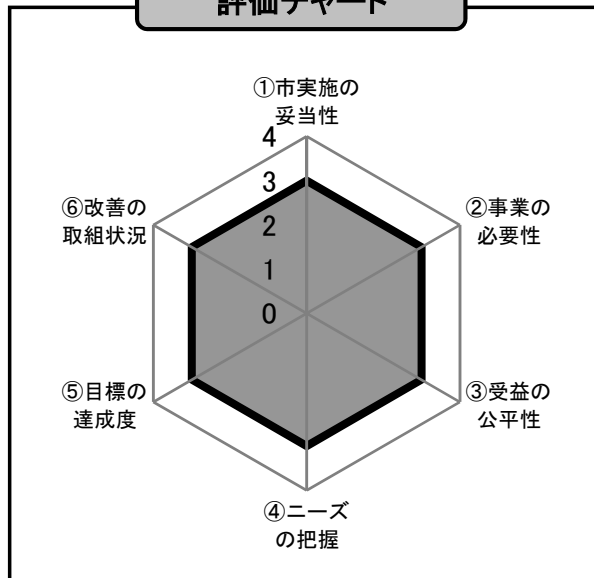 評価チャート
①市実施の
妥当性
4
3
2
1
0
②事業の
必要性
③受益の
公平性
④ニーズ
の把握
⑤目標の
達成度
⑥改善の
取組状況